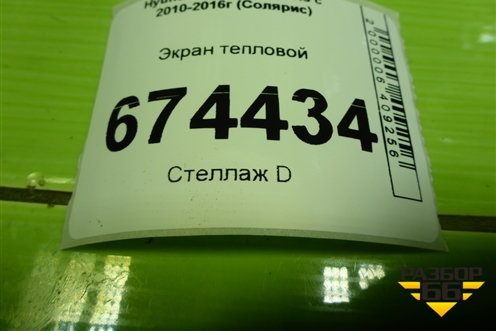 2010-2016г (Солярис)
Экран тепловой
674434
Стеллаж D
2000006409256
РАЗБОР
66